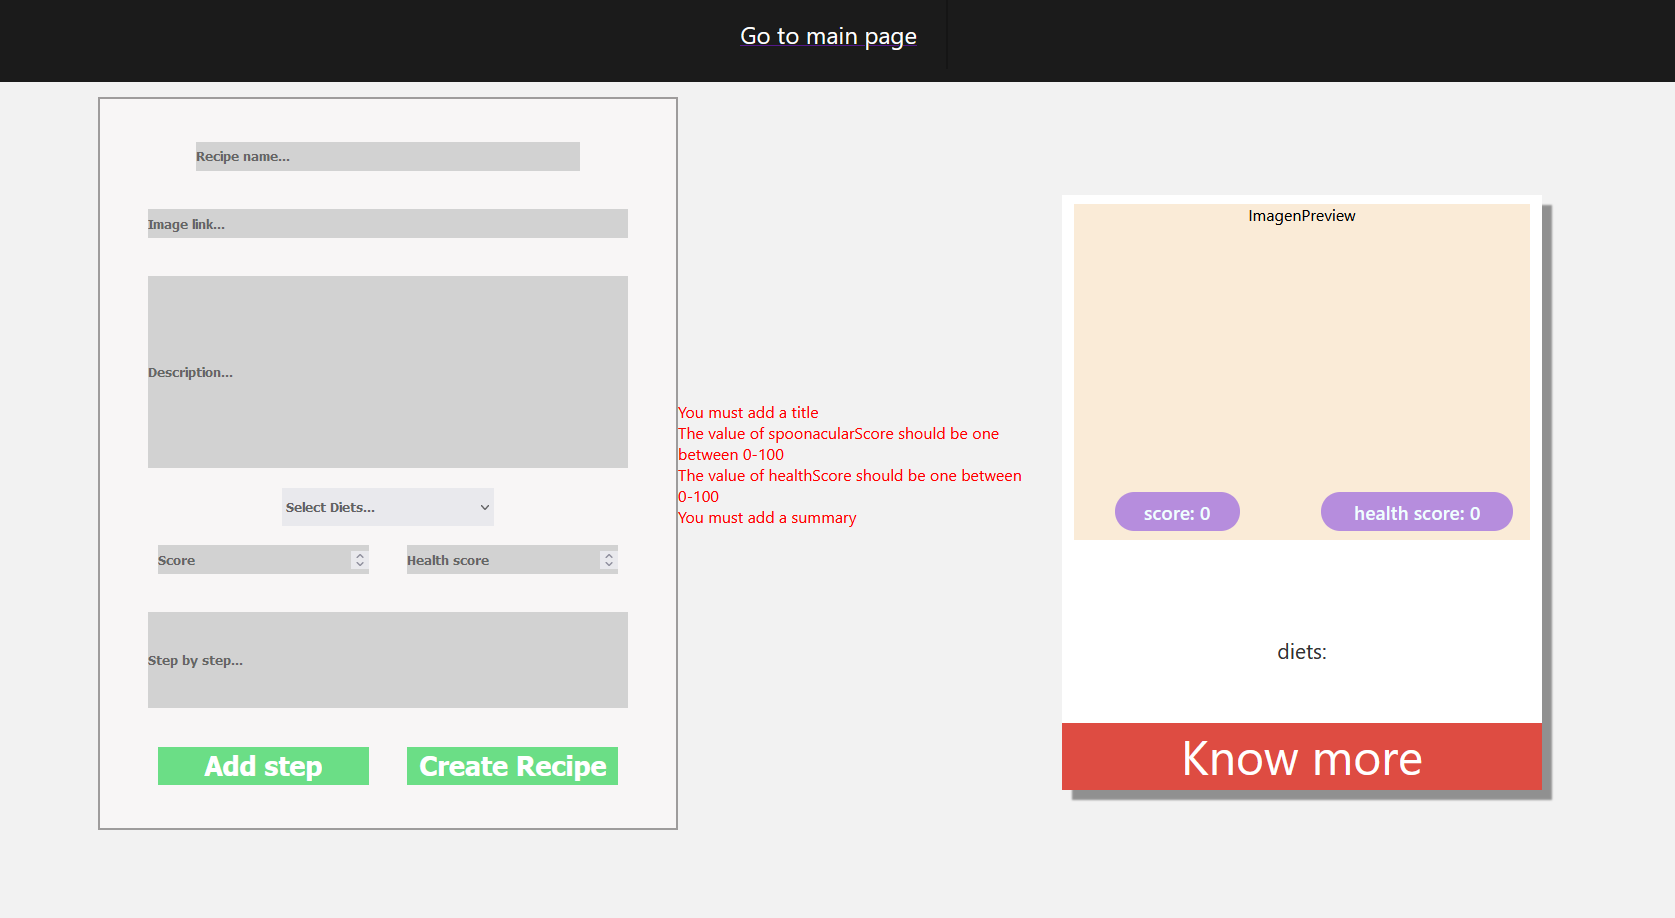 Go to main page
Recipe name...
Image link...
Description...
Select Diets...
Score
Health score
Step by step...
Add step
Create Recipe
You must add a title
The value of spoonacularScore should be one
between 0-100
The value of healthScore should be one between
0-100
You must add a summary
ImagenPreview
score: 0
health score: 0
diets:
Know more